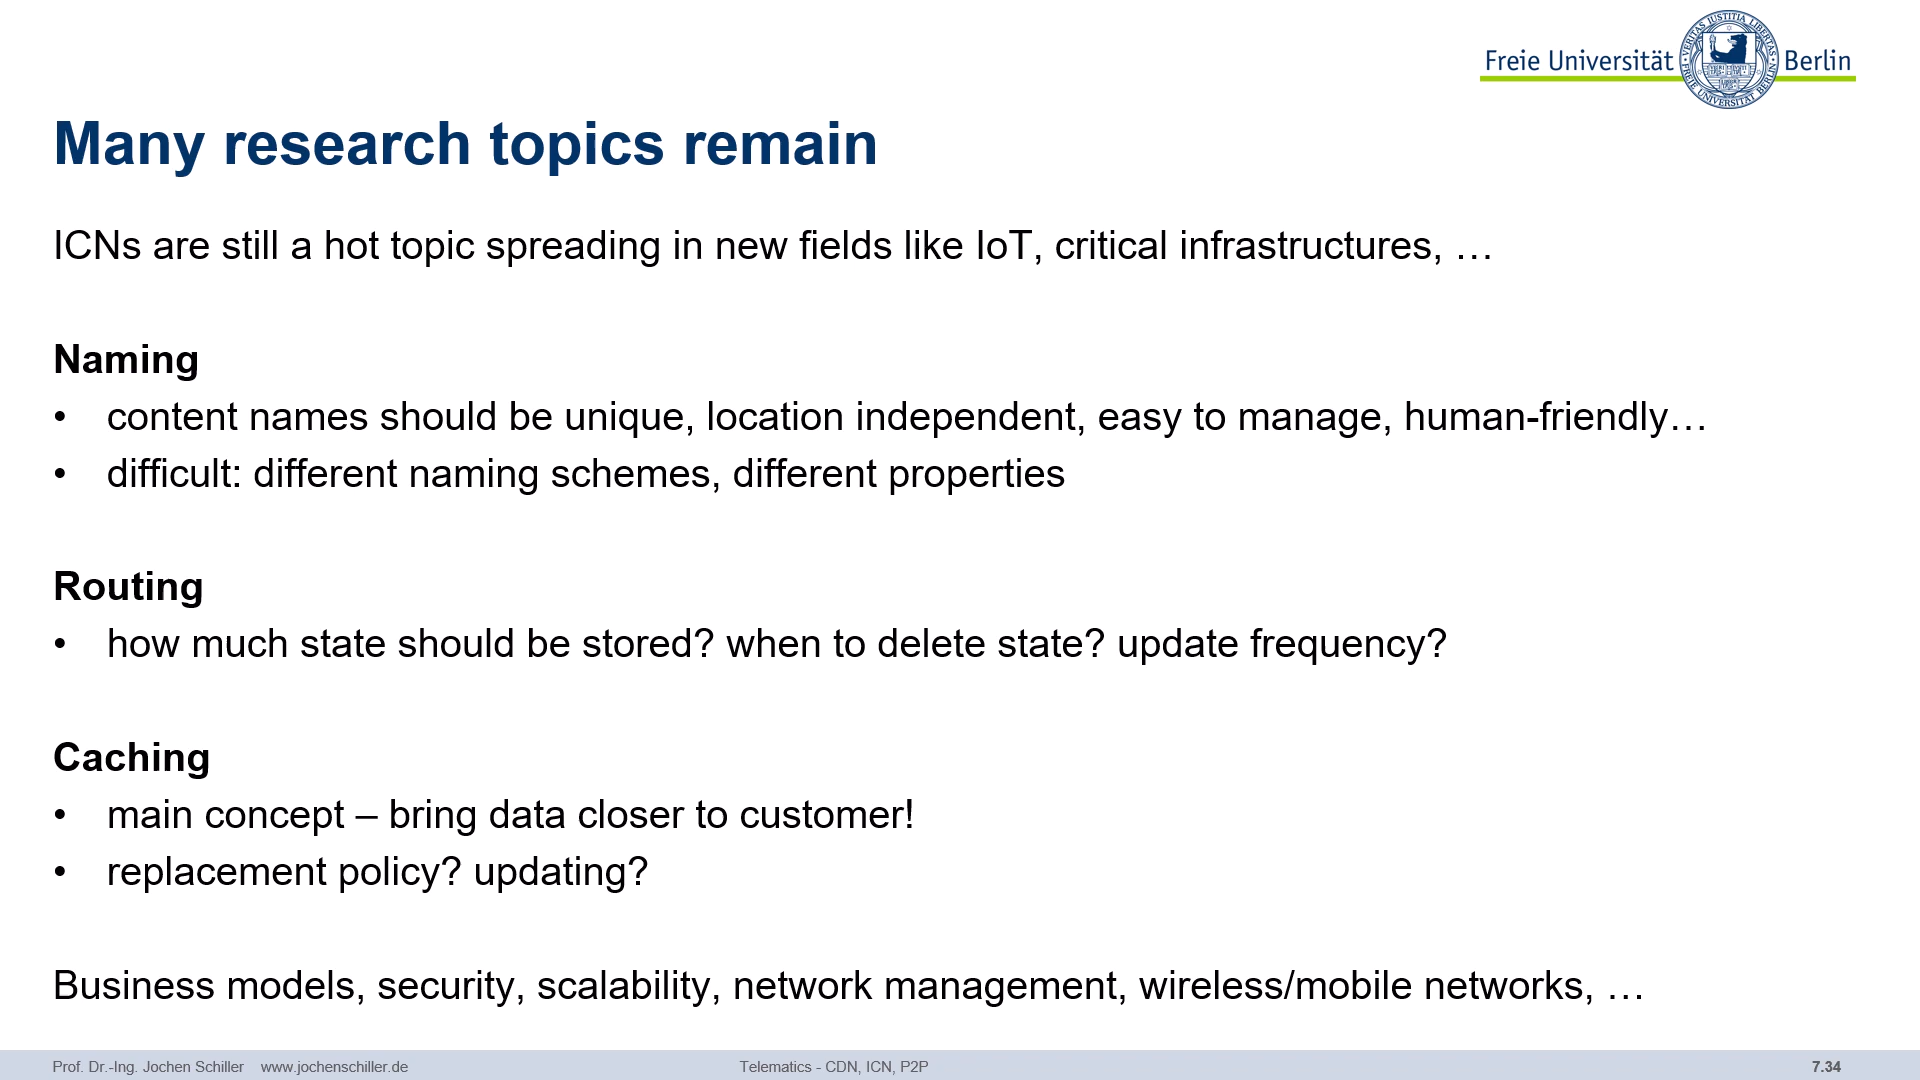 Freie Universität Berlin
Many research topics remain
ICNs are still a hot topic spreading in new fields like IoT, critical infrastructures, …
Naming
• content names should be unique, location independent, easy to manage, human-friendly…
• difficult: different naming schemes, different properties
Routing
• how much state should be stored? when to delete state? update frequency?
Caching
• main concept – bring data closer to customer!
• replacement policy? updating?
Business models, security, scalability, network management, wireless/mobile networks, …
Prof. Dr.-Ing. Jochen Schiller www.jochenschiller.de Telematics - CDN, ICN, P2P 7.34